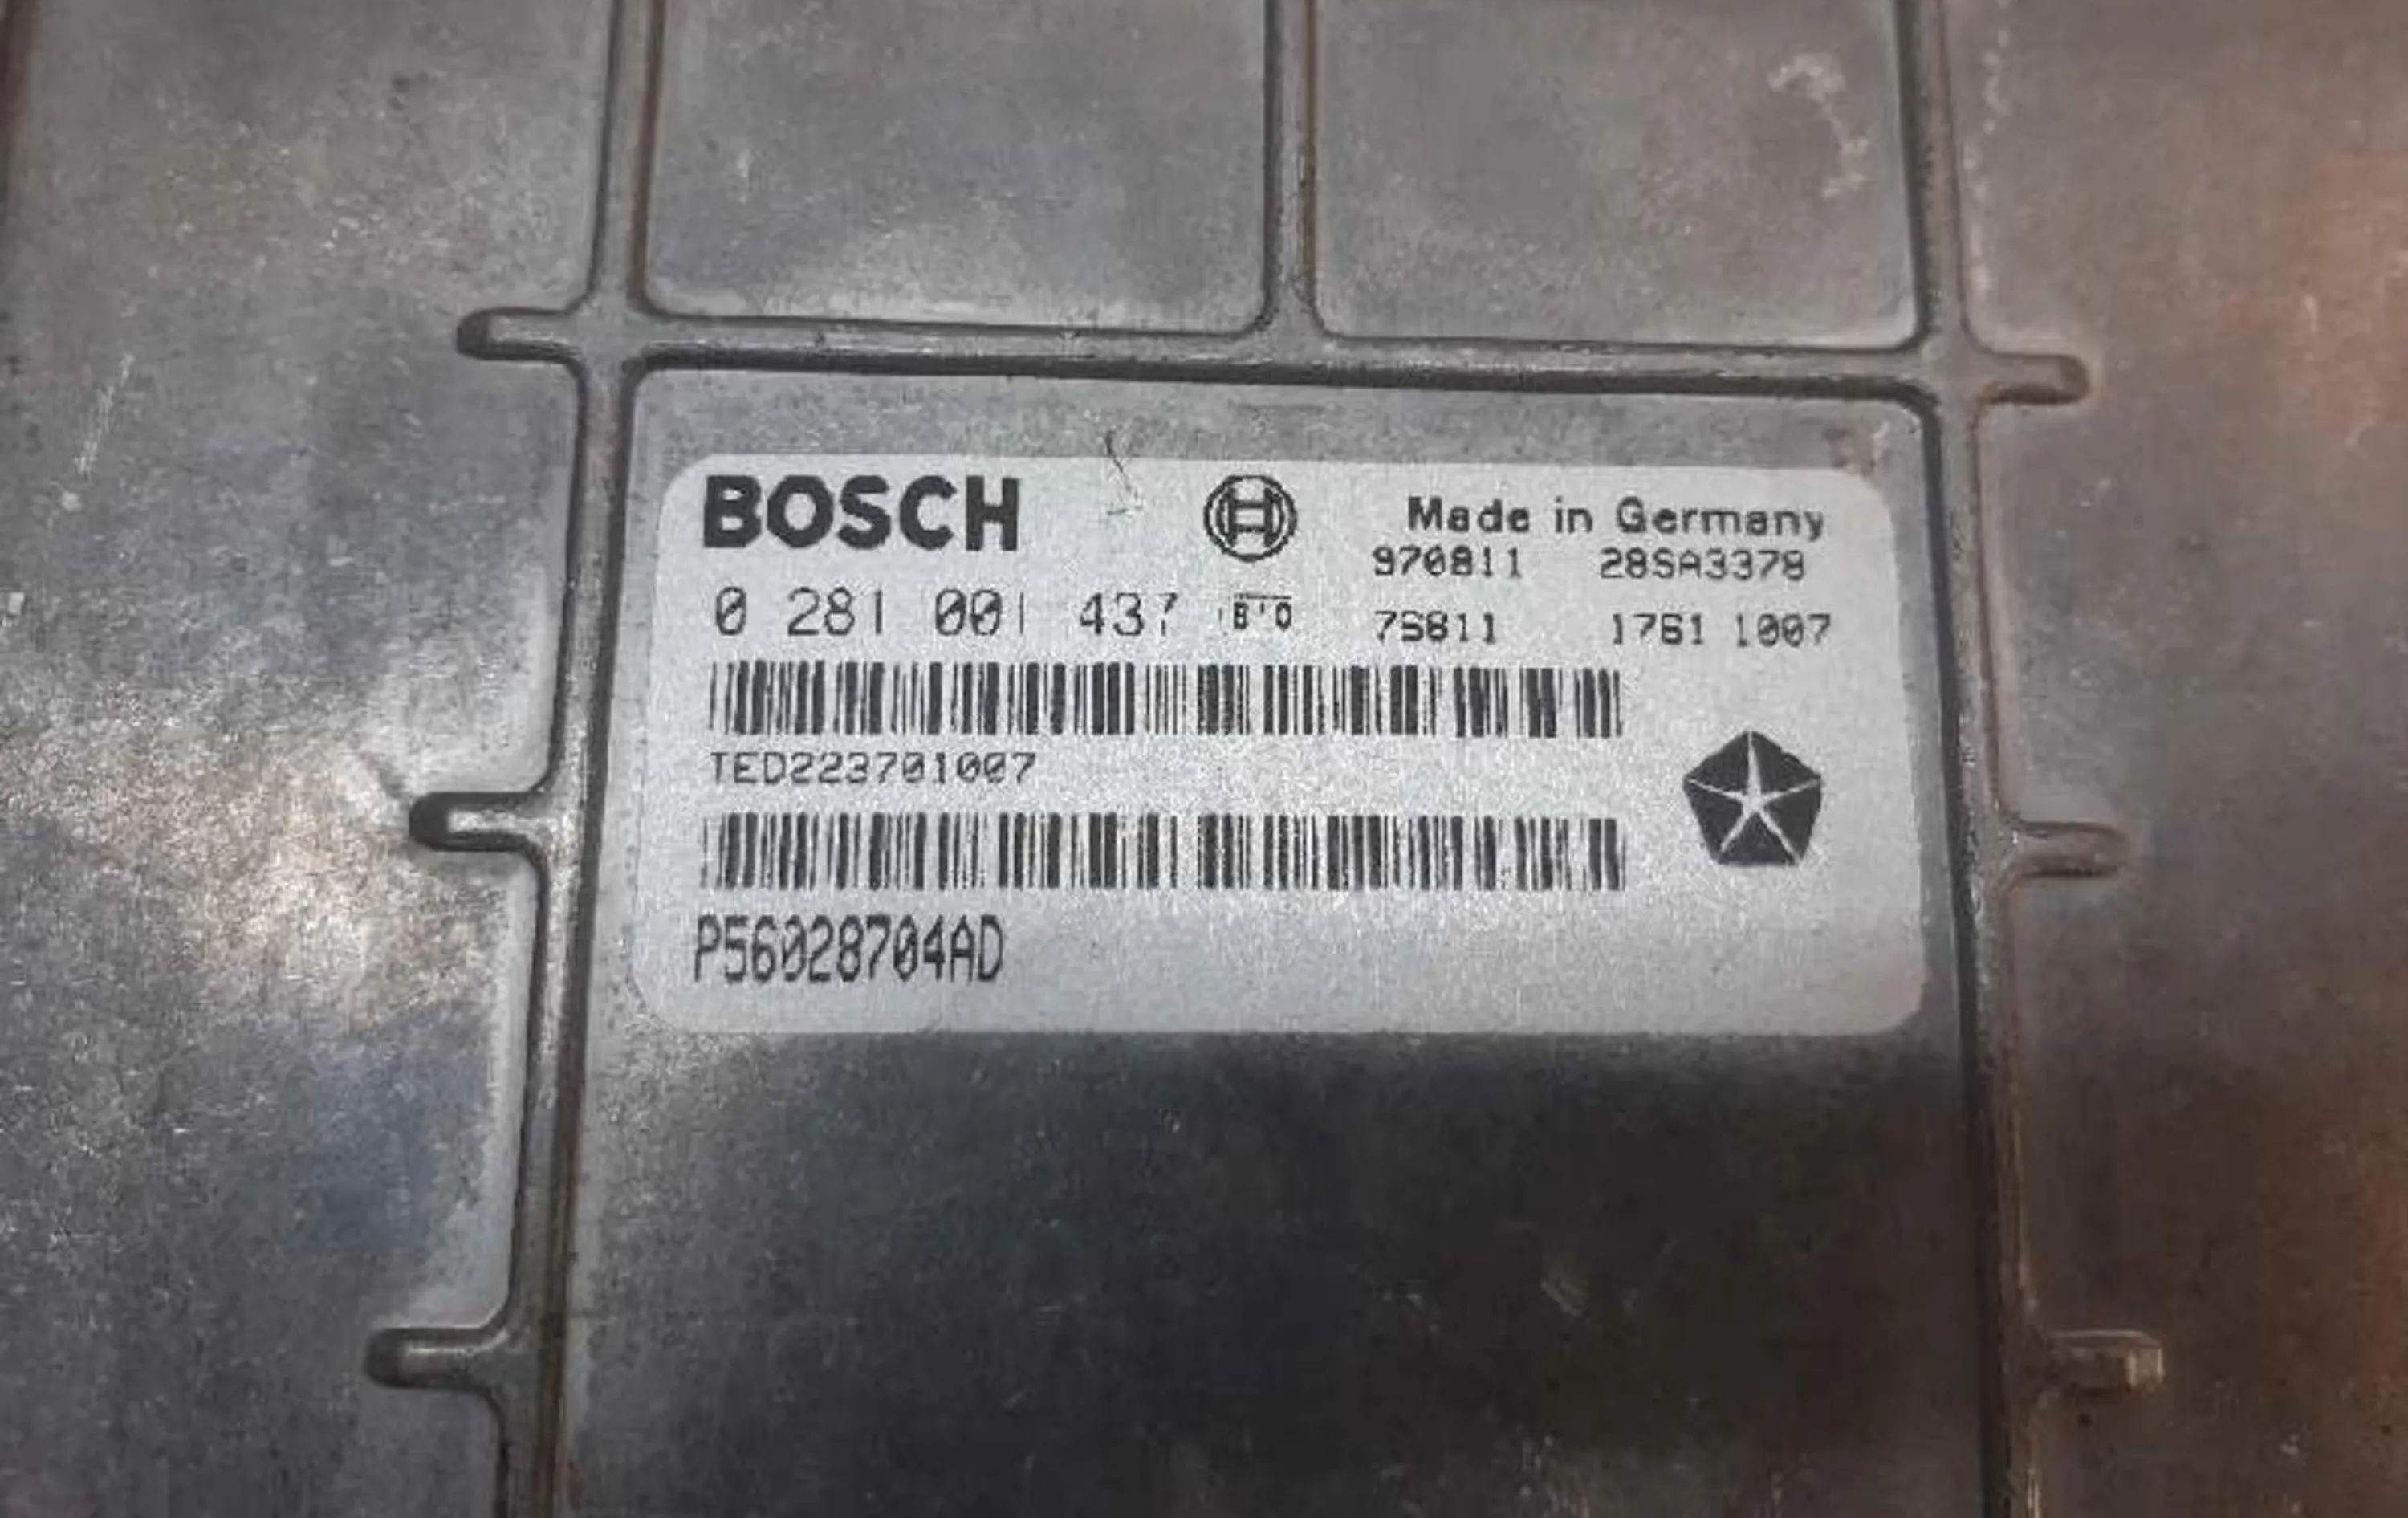 BOSCH Made in Germany
970811 28SA3378
0 281 001 437 7S811 1761 1007
TED223701007
P56028704AD